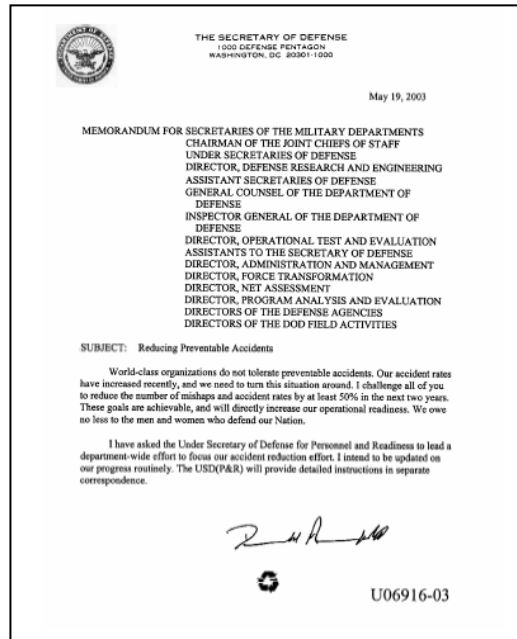 THE SECRETARY OF DEFENSE
1000 DEFENSE PENTAGON
WASHINGTON, DC 20301-1000
May 19, 2003
MEMORANDUM FOR SECRETARIES OF THE MILITARY DEPARTMENTS
CHAIRMAN OF THE JOINT CHIEFS OF STAFF
UNDER SECRETARIES OF DEFENSE
DIRECTOR, DEFENSE RESEARCH AND ENGINEERING
ASSISTANT SECRETARIES OF DEFENSE
GENERAL COUNSEL OF THE DEPARTMENT OF
DEFENSE
INSPECTOR GENERAL OF THE DEPARTMENT OF
DEFENSE
DIRECTOR, OPERATIONAL TEST AND EVALUATION
ASSISTANTS TO THE SECRETARY OF DEFENSE
DIRECTOR, ADMINISTRATION AND MANAGEMENT
DIRECTOR, FORCE TRANSFORMATION
DIRECTOR, NET ASSESSMENT
DIRECTOR, PROGRAM ANALYSIS AND EVALUATION
DIRECTORS OF THE DEFENSE AGENCIES
DIRECTORS OF THE DOD FIELD ACTIVITIES
SUBJECT: Reducing Preventable Accidents
World-class organizations do not tolerate preventable accidents. Our accident rates
have increased recently, and we need to turn this situation around. I challenge all of you
to reduce the number of mishaps and accident rates by at least 50% in the next two years.
These goals are achievable, and will directly increase our operational readiness. We owe
no less to the men and women who defend our Nation.
I have asked the Under Secretary of Defense for Personnel and Readiness to lead a
department-wide effort to focus our accident reduction effort. I intend to be updated on
our progress routinely. The USD(P&R) will provide detailed instructions in separate
correspondence.
U06916-03